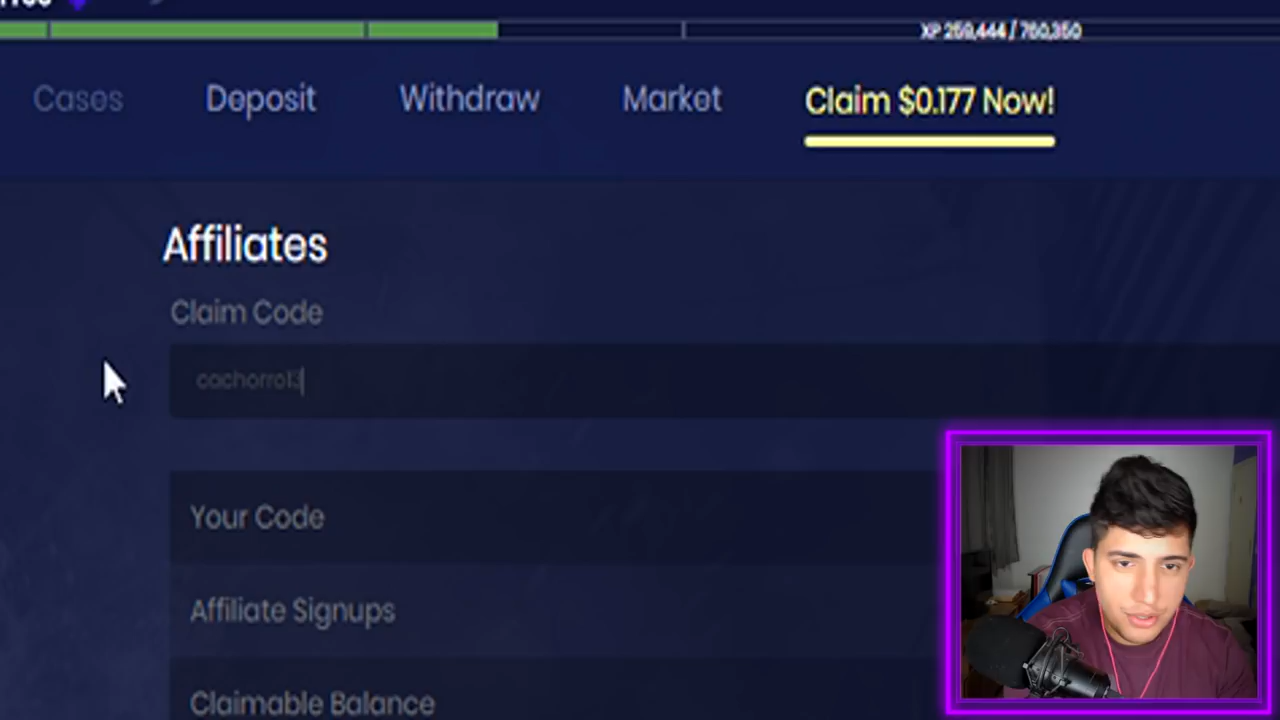 XP 259,444 / 760,350
Cases Deposit Withdraw Market Claim $0.177 Now!
Affiliates
Claim Code
cachorro13
Your Code
Affiliate Signups
Claimable Balance